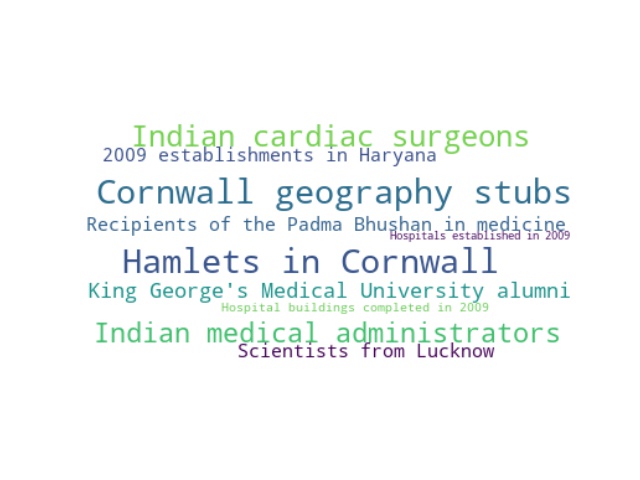 Indian cardiac surgeons
2009 establishments in Haryana
Cornwall geography stubs
Recipients of the Padma Bhushan in medicine
Hospitals established in 2009
Hamlets in Cornwall
King George's Medical University alumni
Hospital buildings completed in 2009
Indian medical administrators
Scientists from Lucknow